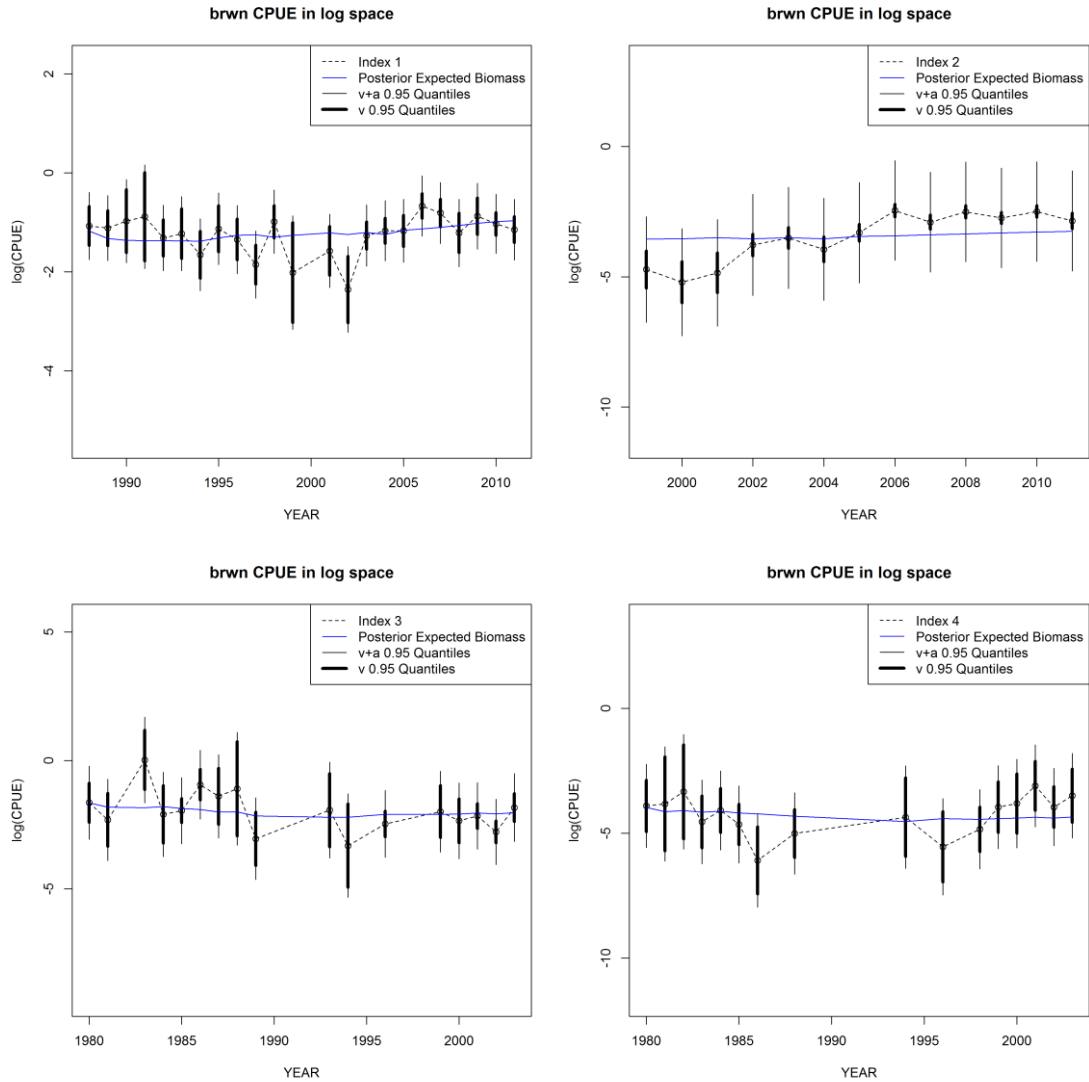 brwn CPUE in log space
2
0
-2
-4
log(CPUE)
Index 1
Posterior Expected Biomass
v+a 0.95 Quantiles
v 0.95 Quantiles
1990 1995 2000 2005 2010
YEAR
brwn CPUE in log space
0
-5
-10
log(CPUE)
Index 2
Posterior Expected Biomass
v+a 0.95 Quantiles
v 0.95 Quantiles
2000 2002 2004 2006 2008 2010
YEAR
brwn CPUE in log space
5
0
-5
log(CPUE)
Index 3
Posterior Expected Biomass
v+a 0.95 Quantiles
v 0.95 Quantiles
1980 1985 1990 1995 2000
YEAR
brwn CPUE in log space
0
-5
-10
log(CPUE)
Index 4
Posterior Expected Biomass
v+a 0.95 Quantiles
v 0.95 Quantiles
1980 1985 1990 1995 2000
YEAR